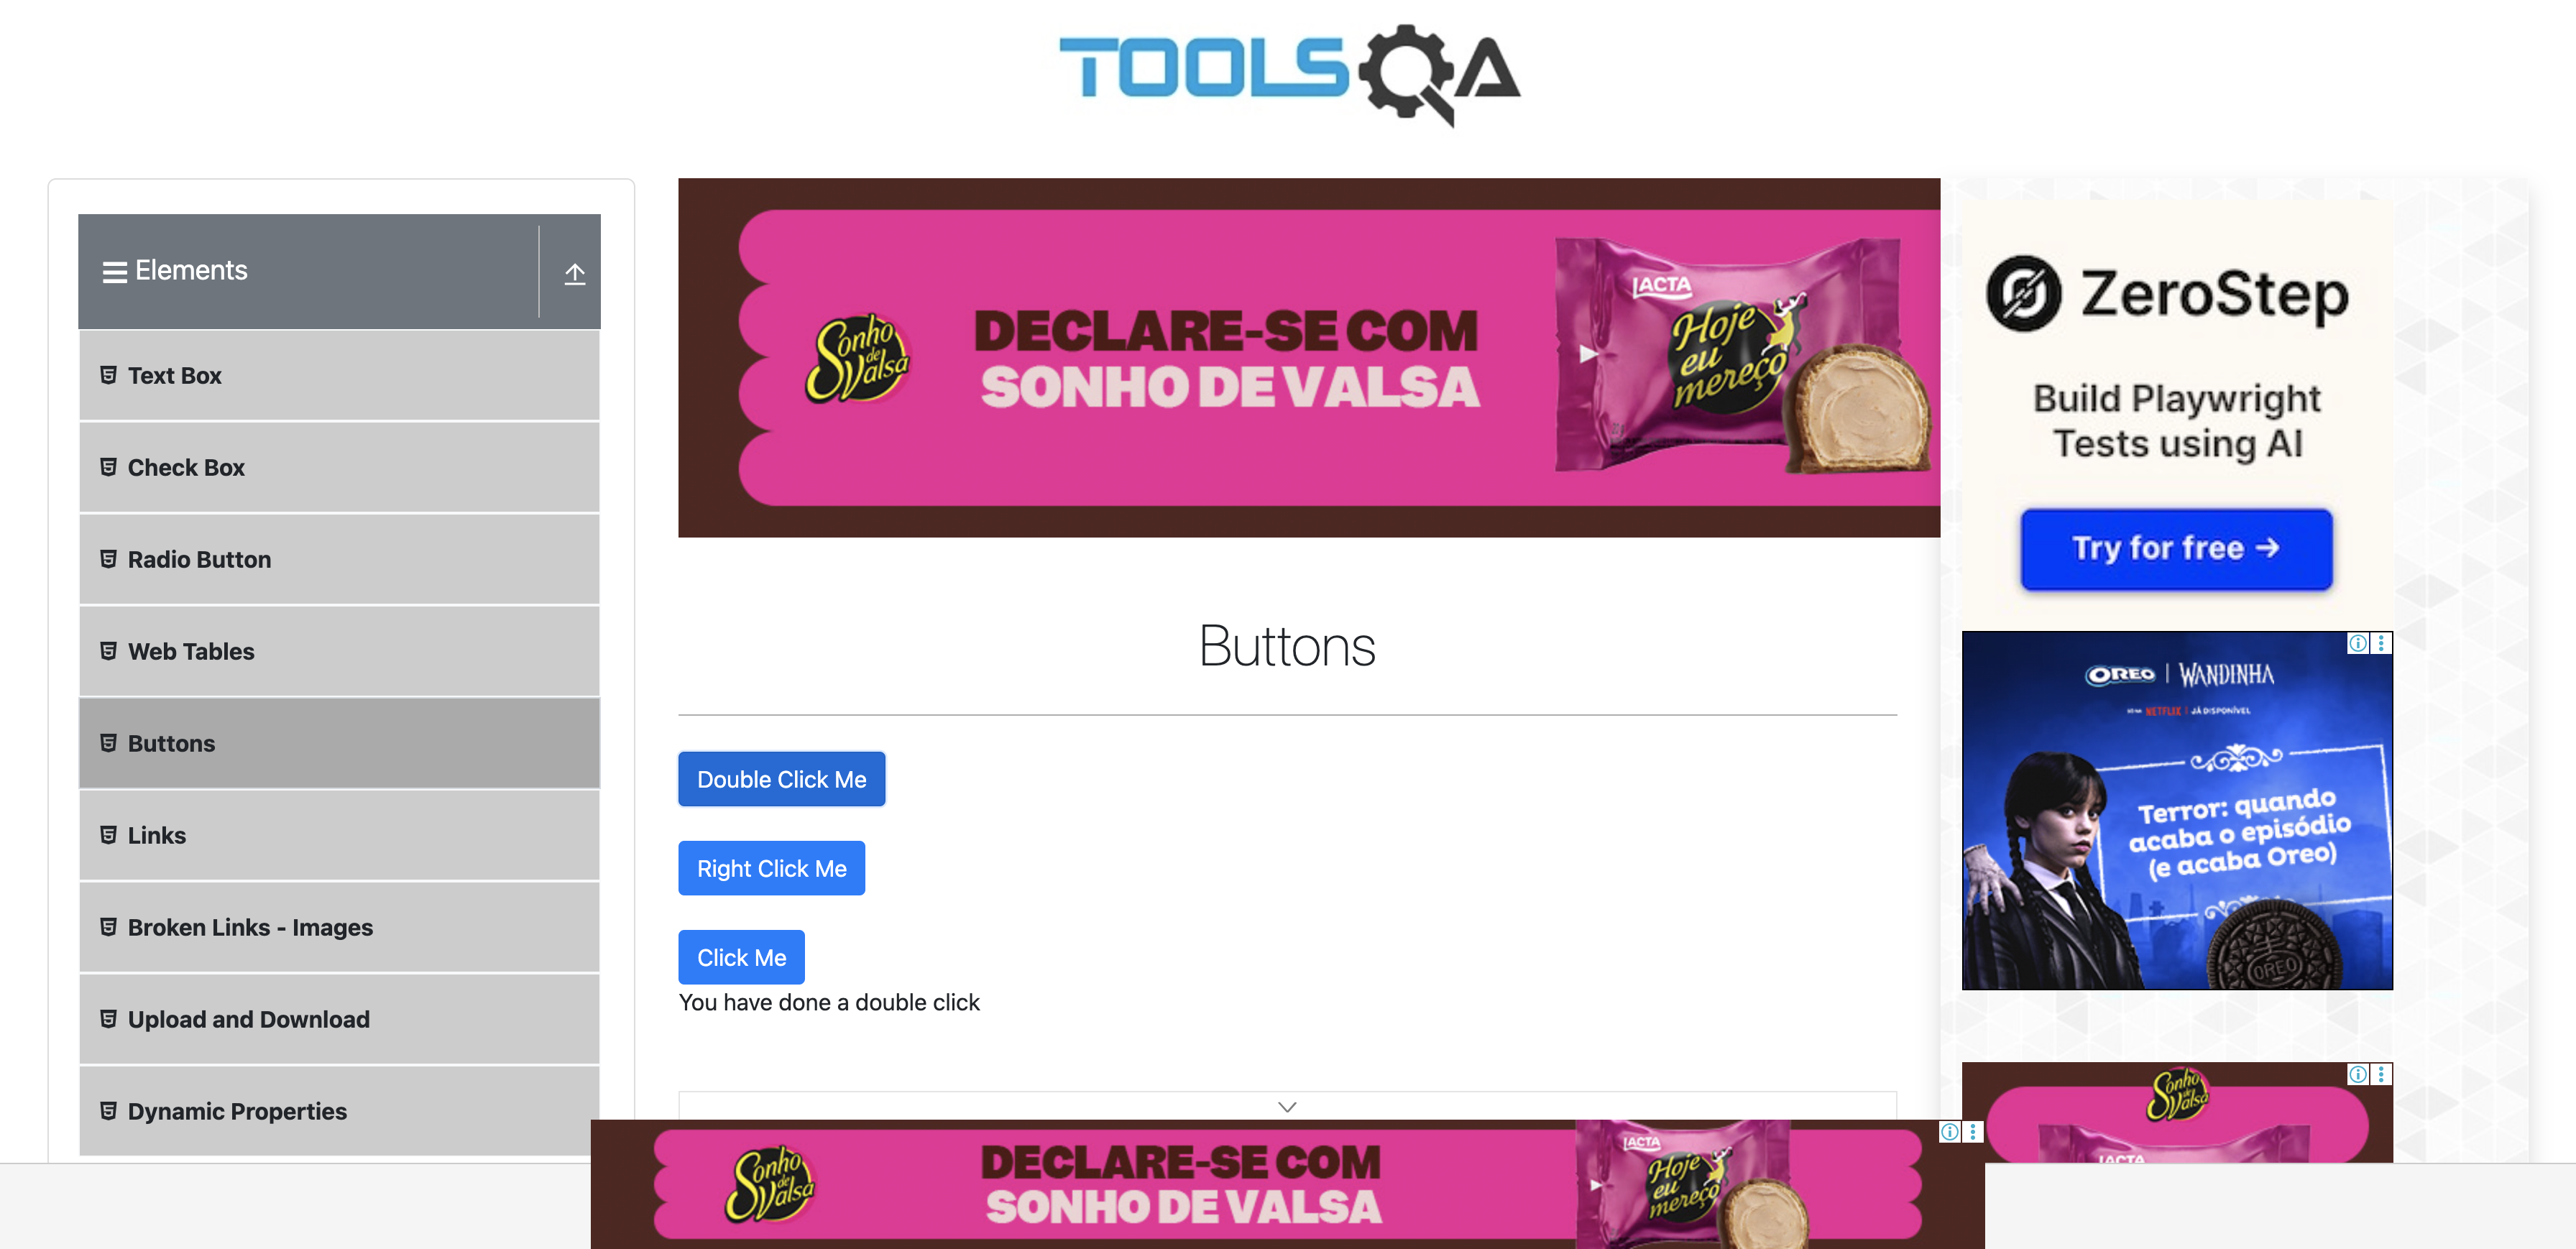 TOOLSQA
Elements
Text Box
Check Box
Radio Button
Web Tables
Buttons
Links
Broken Links - Images
Upload and Download
Dynamic Properties
Sonho de Valsa
DECLARE-SE COM
SONHO DE VALSA
LACTA
Hoje
eu
mereço
Buttons
Double Click Me
Right Click Me
Click Me
You have done a double click
ZeroStep
Build Playwright
Tests using AI
Try for free →
OREO | WANDINHA
NETFLIX | JÁ DISPONÍVEL
Terror: quando
acaba o episódio
(e acaba Oreo)
OREO
Sonho de Valsa
LACTA
Sonho de Valsa
DECLARE-SE COM
SONHO DE VALSA
LACTA
Hoje
eu
mereço